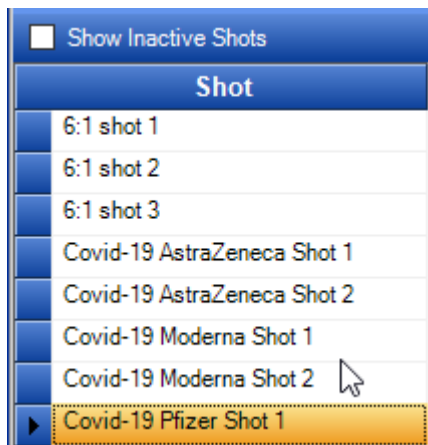 Show Inactive Shots
Shot
6:1 shot 1
6:1 shot 2
6:1 shot 3
Covid-19 AstraZeneca Shot 1
Covid-19 AstraZeneca Shot 2
Covid-19 Moderna Shot 1
Covid-19 Moderna Shot 2
Covid-19 Pfizer Shot 1